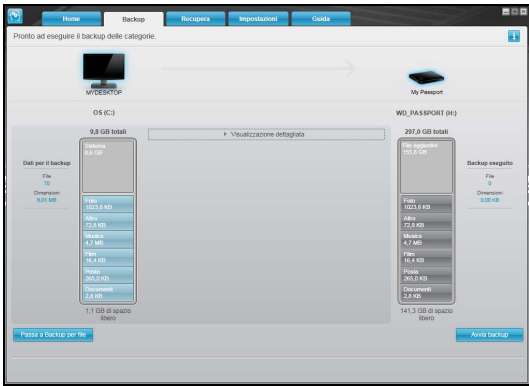 Home Backup Recupera Impostazioni Guida
Pronto ad eseguire il backup delle categorie.
MYDESKTOP
My Passport
OS (C:)
WD_PASSPORT (H:)
9,8 GB totali
Visualizzazione dettagliata
297,0 GB totali
Dati per il backup
File
70
Dimensioni
6,01 MB
Sistema
8,6 GB
Foto
1023,6 KB
Altro
72,8 KB
Musica
4,7 MB
Film
16,4 KB
Posta
265,0 KB
Documenti
2,8 KB
1,1 GB di spazio
libero
File aggiuntivi
155,8 GB
Foto
1023,6 KB
Altro
72,8 KB
Musica
4,7 MB
Film
16,4 KB
Posta
265,0 KB
Documenti
2,8 KB
141,3 GB di spazio
libero
Backup eseguito
File
0
Dimensioni
0,00 KB
Passa a Backup per file
Avvia backup